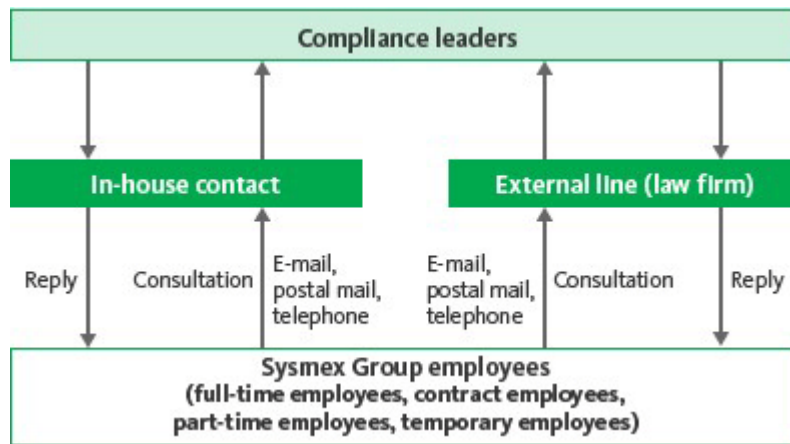 Compliance leaders
In-house contact
External line (law firm)
Reply
Consultation
E-mail,
postal mail,
telephone
E-mail,
postal mail,
telephone
Consultation
Reply
Sysmex Group employees
(full-time employees, contract employees,
part-time employees, temporary employees)